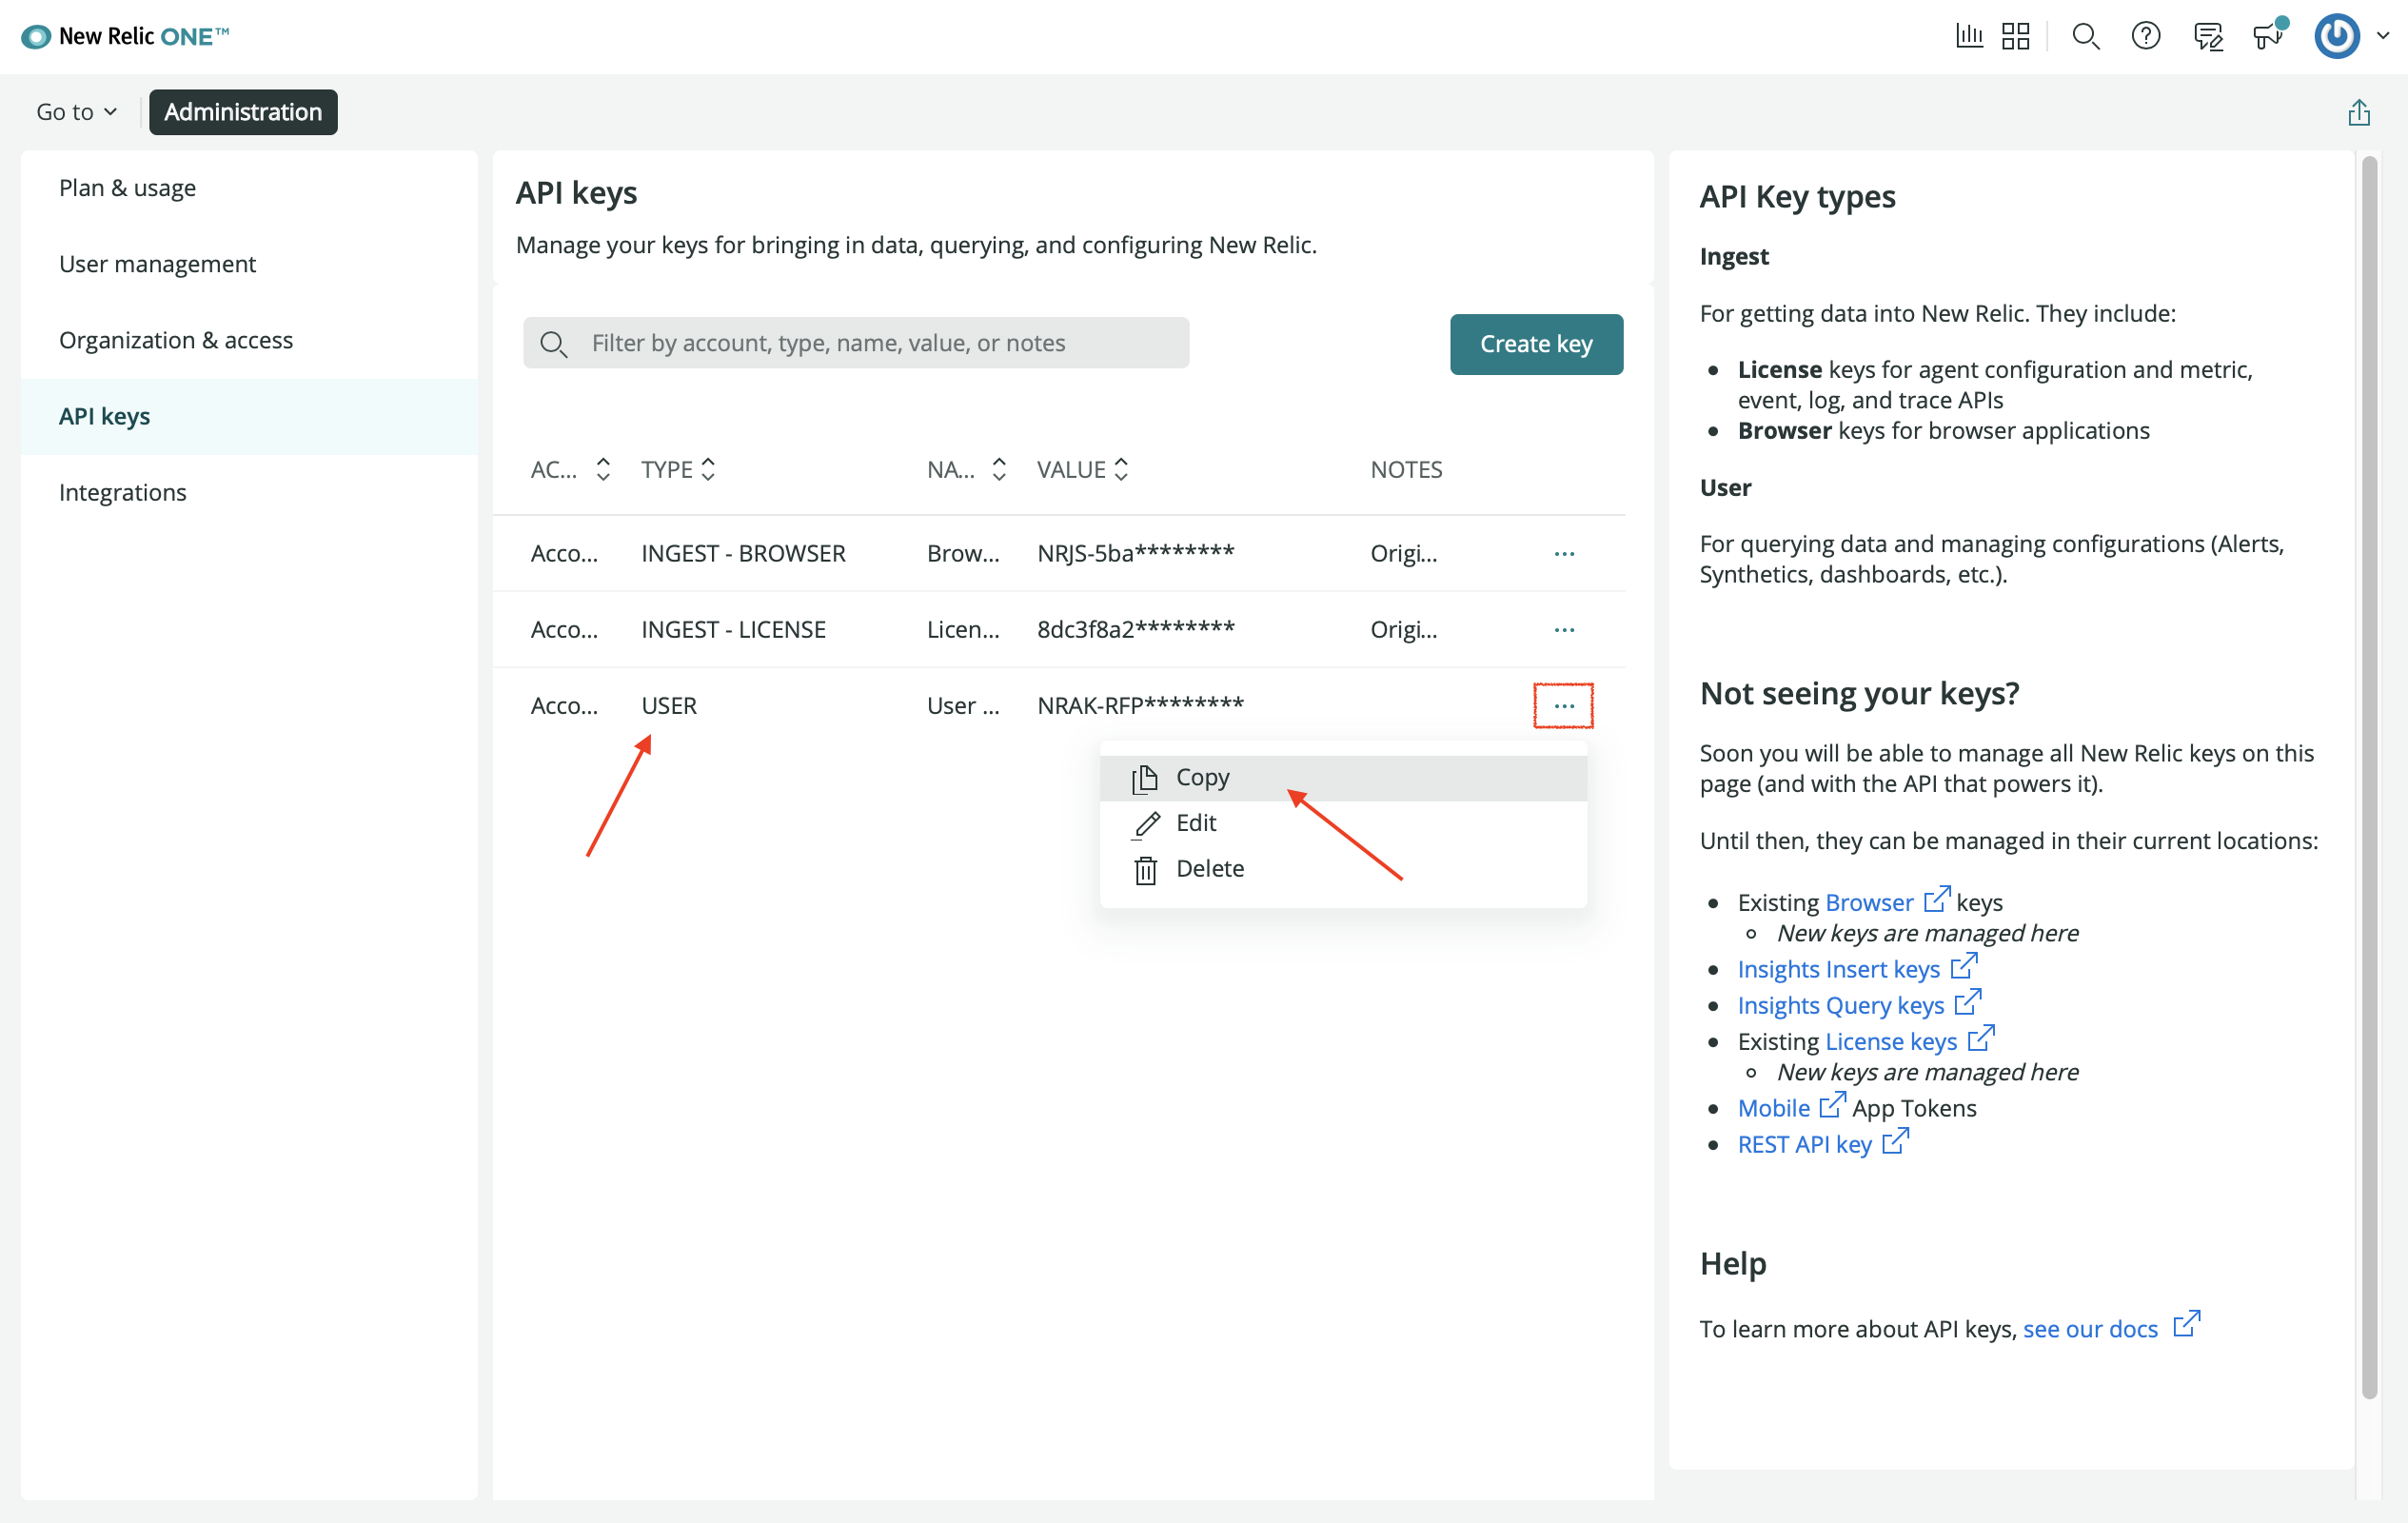 New Relic ONE™
Go to
Administration
Plan & usage
User management
Organization & access
API keys
Integrations
API keys
Manage your keys for bringing in data, querying, and configuring New Relic.
Filter by account, type, name, value, or notes
Create key
AC... TYPE NA... VALUE NOTES
Acco... INGEST - BROWSER Brow... NRJS-5ba******** Origi... ...
Acco... INGEST - LICENSE Licen... 8dc3f8a2******** Origi... ...
Acco... USER User ... NRAK-RFP******** ...
Copy
Edit
Delete
API Key types
Ingest
For getting data into New Relic. They include:
• License keys for agent configuration and metric,
event, log, and trace APIs
• Browser keys for browser applications
User
For querying data and managing configurations (Alerts,
Synthetics, dashboards, etc.).
Not seeing your keys?
Soon you will be able to manage all New Relic keys on this
page (and with the API that powers it).
Until then, they can be managed in their current locations:
• Existing Browser keys
◦ New keys are managed here
• Insights Insert keys
• Insights Query keys
• Existing License keys
◦ New keys are managed here
• Mobile App Tokens
• REST API key
Help
To learn more about API keys, see our docs